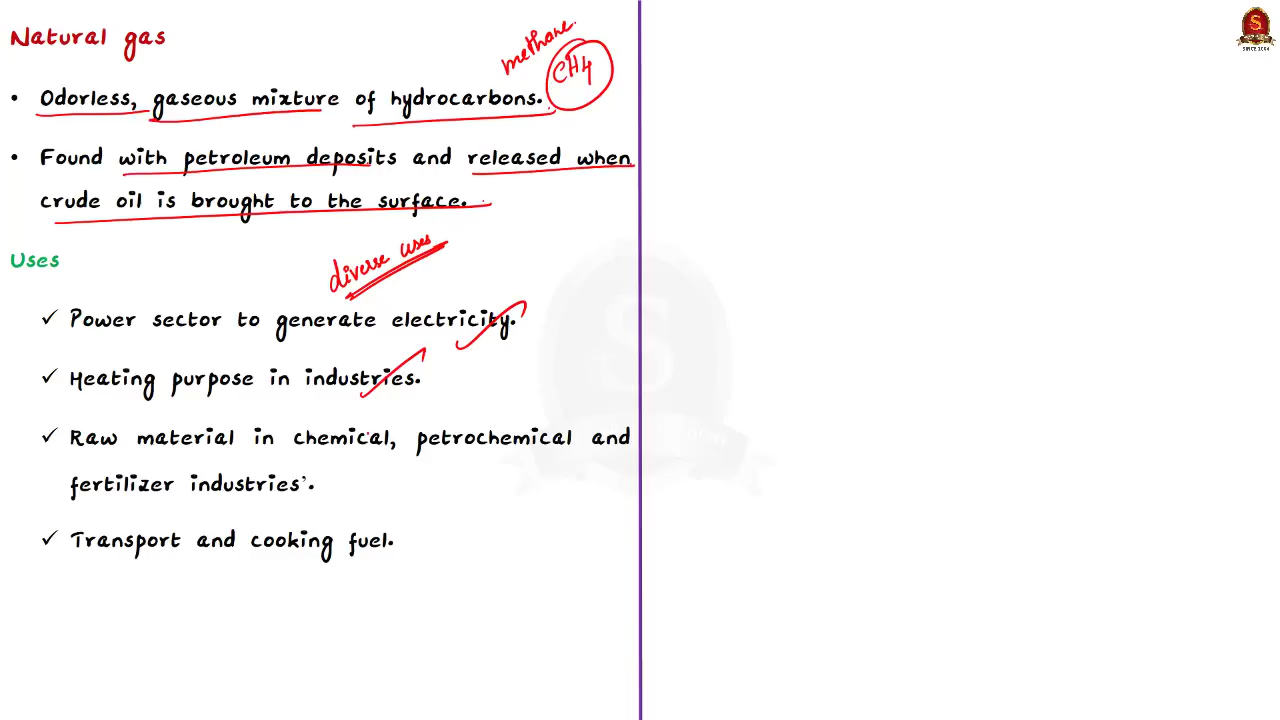 Natural gas
methane
CH4
• Odorless, gaseous mixture of hydrocarbons.
• Found with petroleum deposits and released when
crude oil is brought to the surface.
Uses
diverse uses
✓ Power sector to generate electricity.
✓ Heating purpose in industries.
✓ Raw material in chemical, petrochemical and
fertilizer industries'.
✓ Transport and cooking fuel.
S
SINCE 2004
S